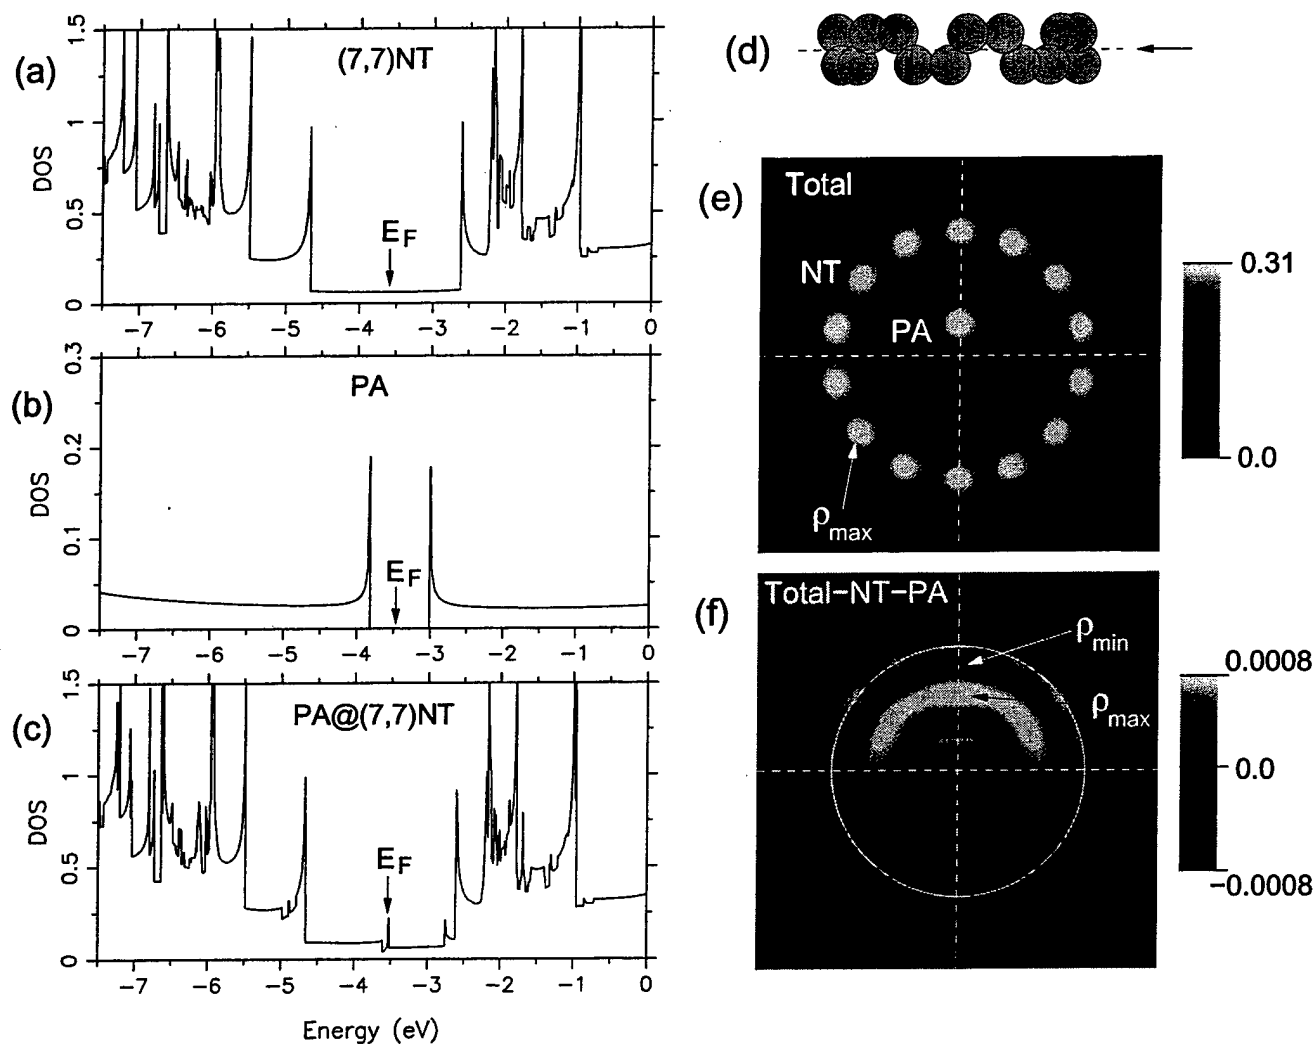 (a)
(7,7)NT
DOS
1.5
1
0.5
0
E_F
−7 −6 −5 −4 −3 −2 −1 0
(b)
PA
DOS
0.3
0.2
0.1
0
E_F
−7 −6 −5 −4 −3 −2 −1 0
(c)
PA@(7,7)NT
DOS
1.5
1
0.5
0
E_F
−7 −6 −5 −4 −3 −2 −1 0
Energy (eV)
(d)
(e)
Total
NT
PA
ρmax
0.31
0.0
(f)
Total−NT−PA
ρmin
ρmax
0.0008
0.0
−0.0008